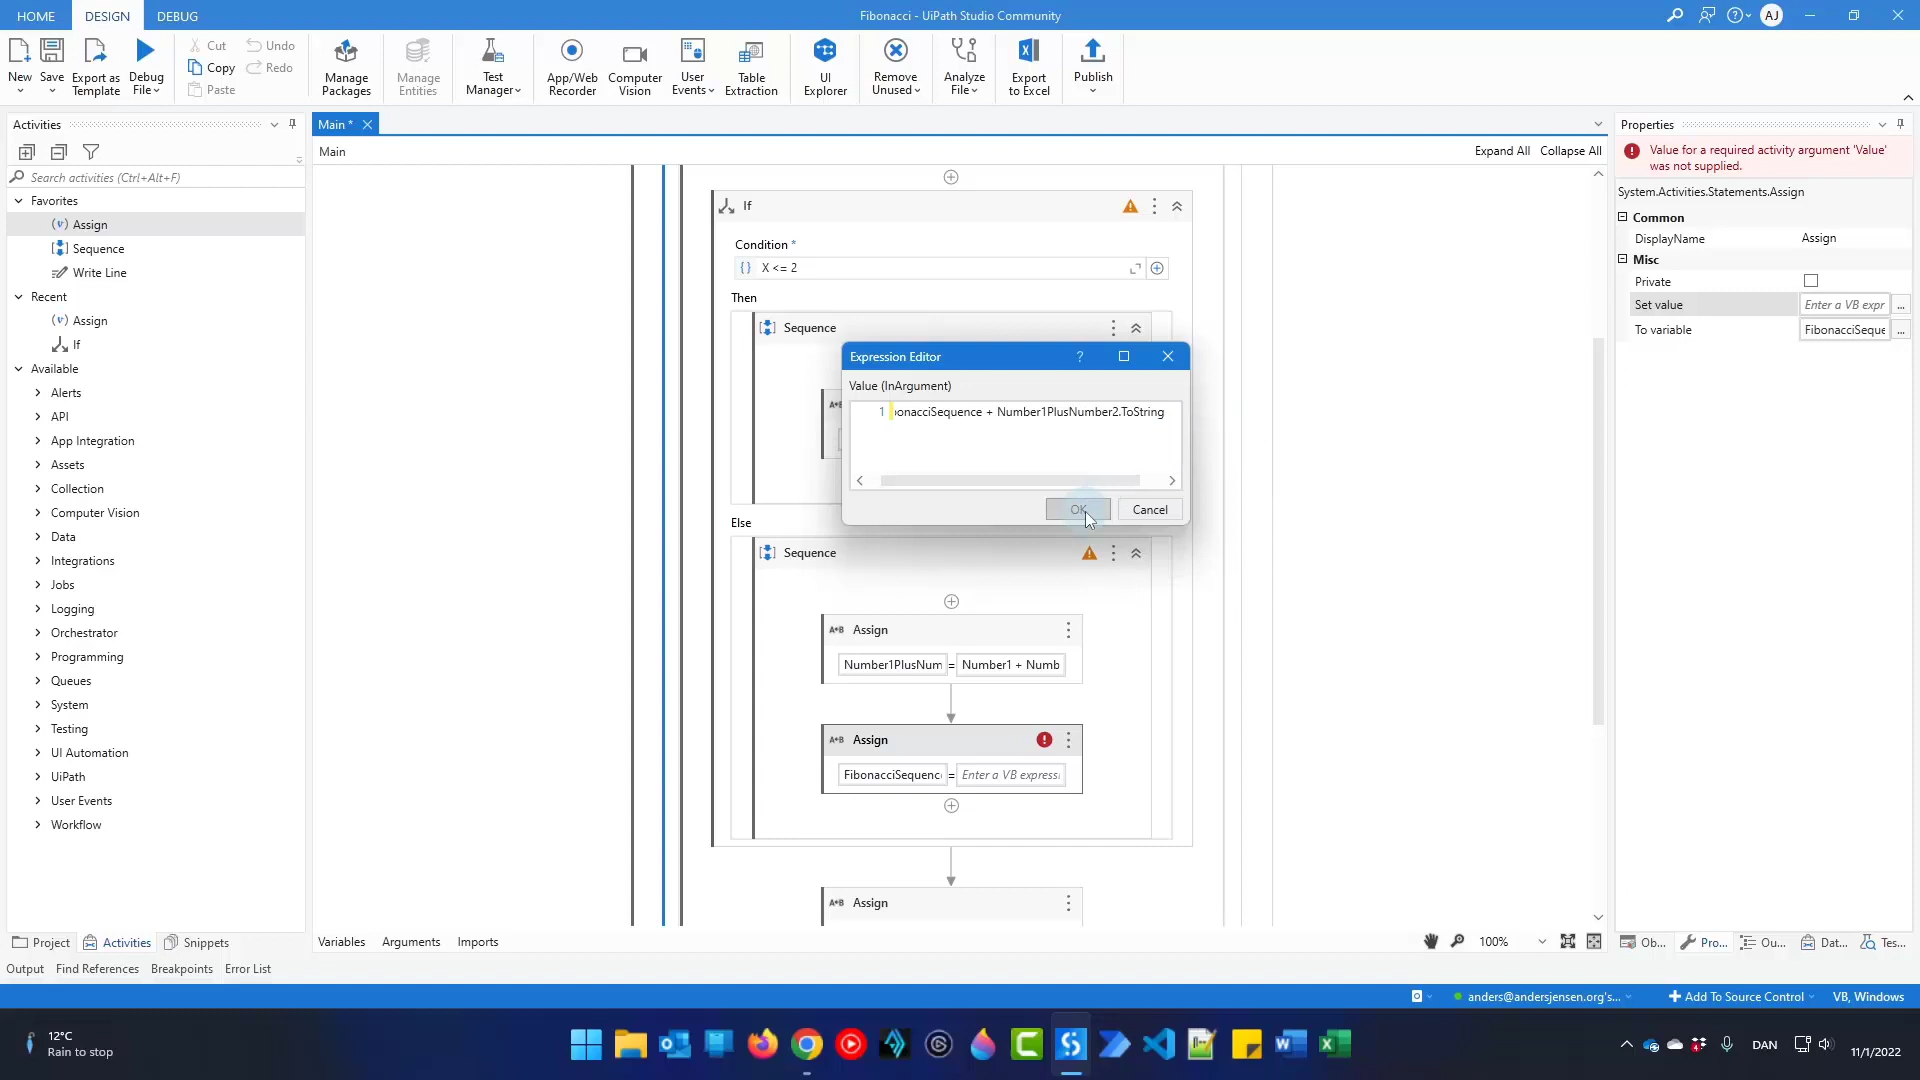 HOME DESIGN DEBUG
Fibonacci - UiPath Studio Community
AJ
New
Save
Export as
Template
Debug
File
Cut
Copy
Paste
Undo
Redo
Manage
Packages
Manage
Entities
Test
Manager
App/Web
Recorder
Computer
Vision
User
Events
Table
Extraction
UI
Explorer
Remove
Unused
Analyze
File
Export
to Excel
Publish
Activities
Search activities (Ctrl+Alt+F)
Favorites
Assign
Sequence
Write Line
Recent
Assign
If
Available
Alerts
API
App Integration
Assets
Collection
Computer Vision
Data
Integrations
Jobs
Logging
Orchestrator
Programming
Queues
System
Testing
UI Automation
UiPath
User Events
Workflow
Project Activities Snippets
Main *
Main
Expand All Collapse All
If
Condition *
X <= 2
Then
Sequence
Expression Editor
?
Value (InArgument)
1 onacciSequence + Number1PlusNumber2.ToString
OK Cancel
Else
Sequence
A*B Assign
Number1PlusNum = Number1 + Numb
A*B Assign
FibonacciSequenc = Enter a VB express
A*B Assign
Variables Arguments Imports
100%
Properties
Value for a required activity argument 'Value'
was not supplied.
System.Activities.Statements.Assign
Common
DisplayName Assign
Misc
Private
Set value Enter a VB expr ...
To variable FibonacciSeque ...
Ob... Pro... Ou... Dat... Tes...
Output Find References Breakpoints Error List
anders@andersjensen.org's...
Add To Source Control
VB, Windows
12°C
Rain to stop
DAN
11/1/2022